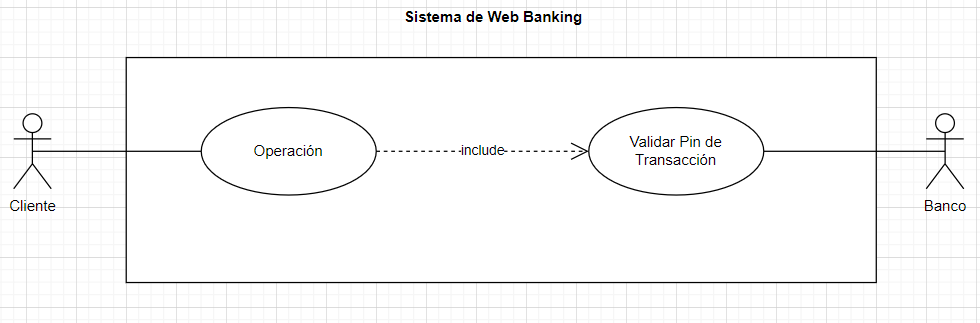 Sistema de Web Banking
Operación
include
Validar Pin de
Transacción
Cliente
Banco